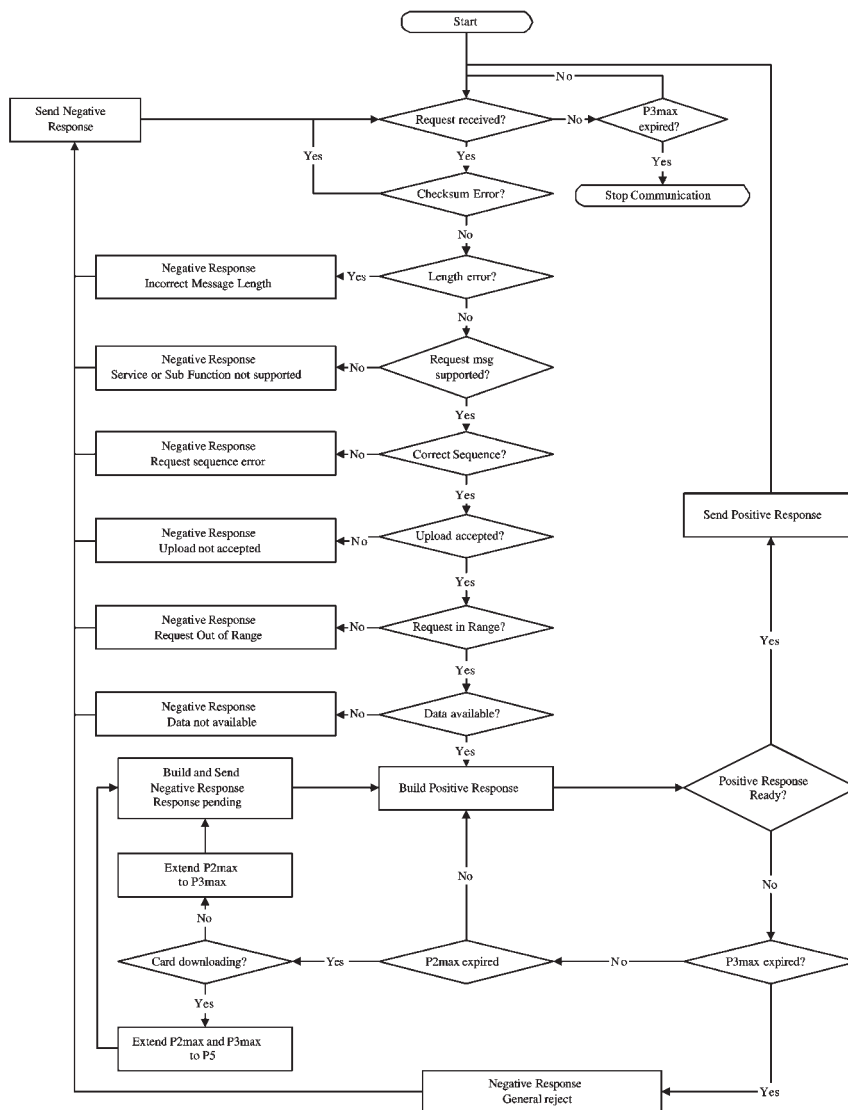 Start
No
Send Negative
Response
Request received?
No
P3max
expired?
Yes
Yes
Yes
Checksum Error?
Stop Communication
No
Negative Response
Incorrect Message Length
Yes
Length error?
No
Negative Response
Service or Sub Function not supported
No
Request msg
supported?
Yes
Negative Response
Request sequence error
No
Correct Sequence?
Yes
Send Positive Response
Negative Response
Upload not accepted
No
Upload accepted?
Yes
Negative Response
Request Out of Range
No
Request in Range?
Yes
Yes
Negative Response
Data not available
No
Data available?
Yes
Build and Send
Negative Response
Response pending
Build Positive Response
Positive Response
Ready?
Extend P2max
to P3max
No
No
No
Card downloading?
Yes
P2max expired
No
P3max expired?
Yes
Extend P2max and P3max
to P5
Yes
Negative Response
General reject